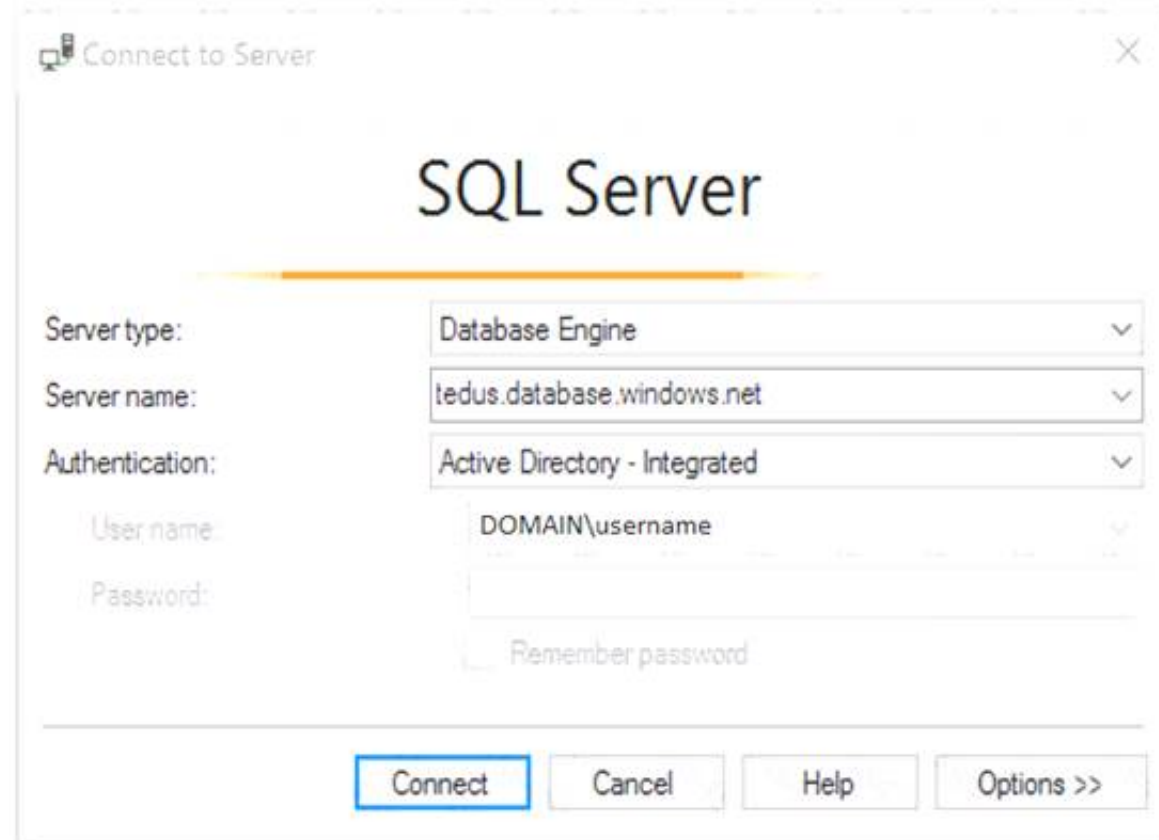 Connect to Server
SQL Server
Server type: Database Engine
Server name: tedus.database.windows.net
Authentication: Active Directory - Integrated
User name: DOMAIN\username
Password:
Remember password
Connect Cancel Help Options >>